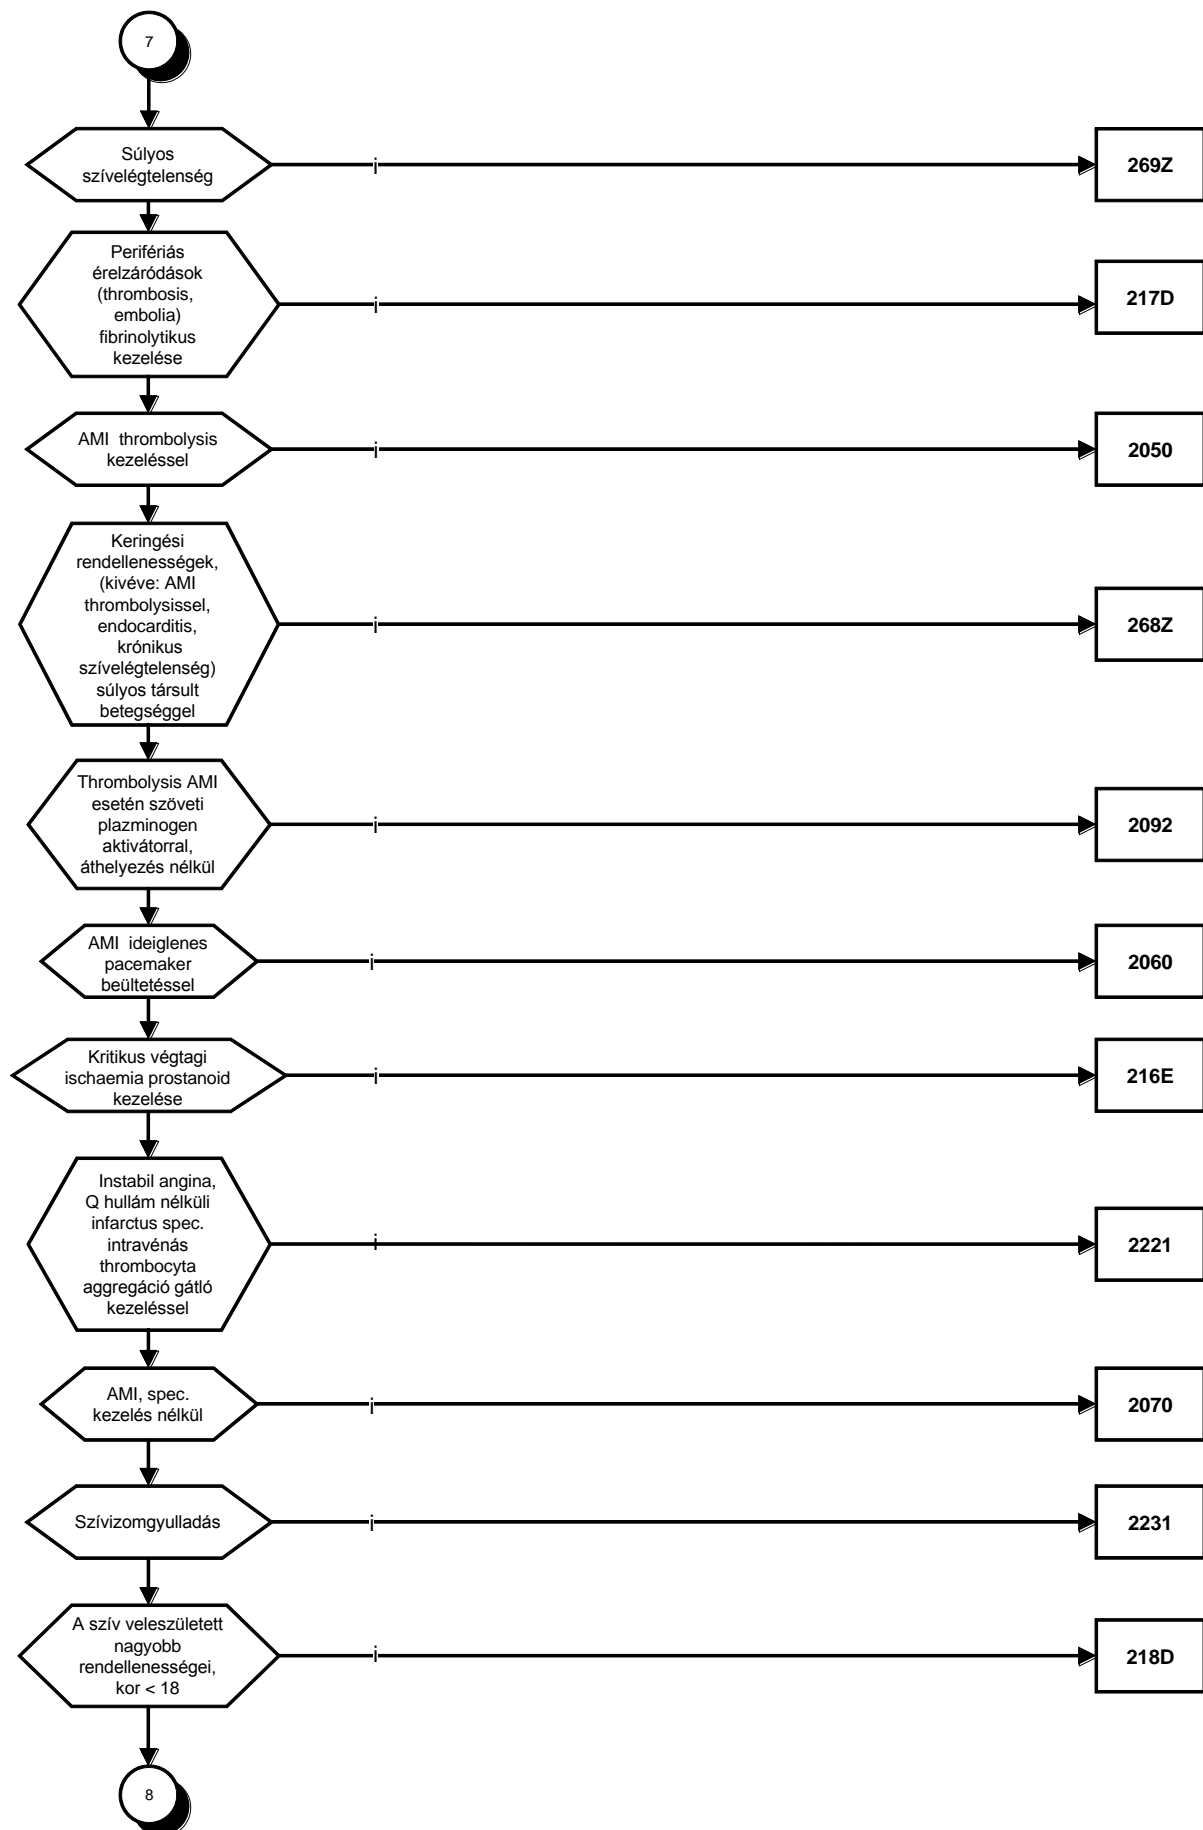 7
Súlyos
szívelégtelenség
i
269Z
Perifériás
érelzáródások
(thrombosis,
embolia)
fibrinolytikus
kezelése
i
217D
AMI thrombolysis
kezeléssel
i
2050
Keringési
rendellenességek,
(kivéve: AMI
thrombolysissel,
endocarditis,
krónikus
szívelégtelenség)
súlyos társult
betegséggel
i
268Z
Thrombolysis AMI
esetén szöveti
plazminogen
aktivátorral,
áthelyezés nélkül
i
2092
AMI ideiglenes
pacemaker
beültetéssel
i
2060
Kritikus végtagi
ischaemia prostanoid
kezelése
i
216E
Instabil angina,
Q hullám nélküli
infarctus spec.
intravénás
thrombocyta
aggregáció gátló
kezeléssel
i
2221
AMI, spec.
kezelés nélkül
i
2070
Szívizomgyulladás
i
2231
A szív veleszületett
nagyobb
rendellenességei,
kor < 18
i
218D
8